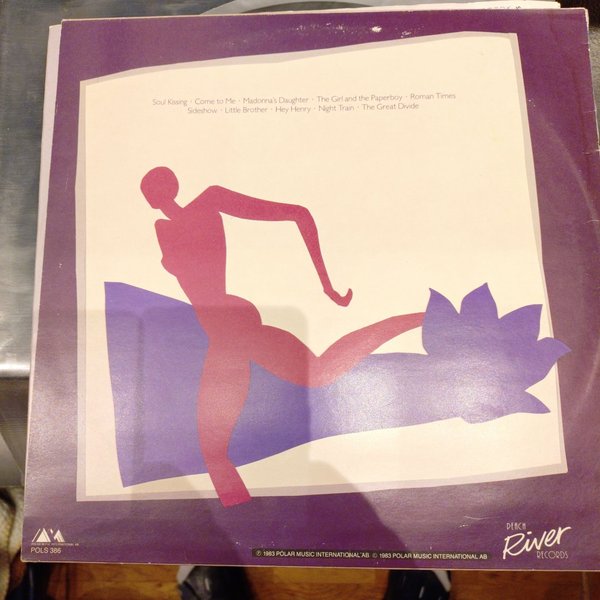 Soul Kissing · Come to Me · Madonna's Daughter · The Girl and the Paperboy · Roman Times
Sideshow · Little Brother · Hey Henry · Night Train · The Great Divide
POLS 386
℗ 1983 POLAR MUSIC INTERNATIONAL AB © 1983 POLAR MUSIC INTERNATIONAL AB
PEACH
River
RECORDS